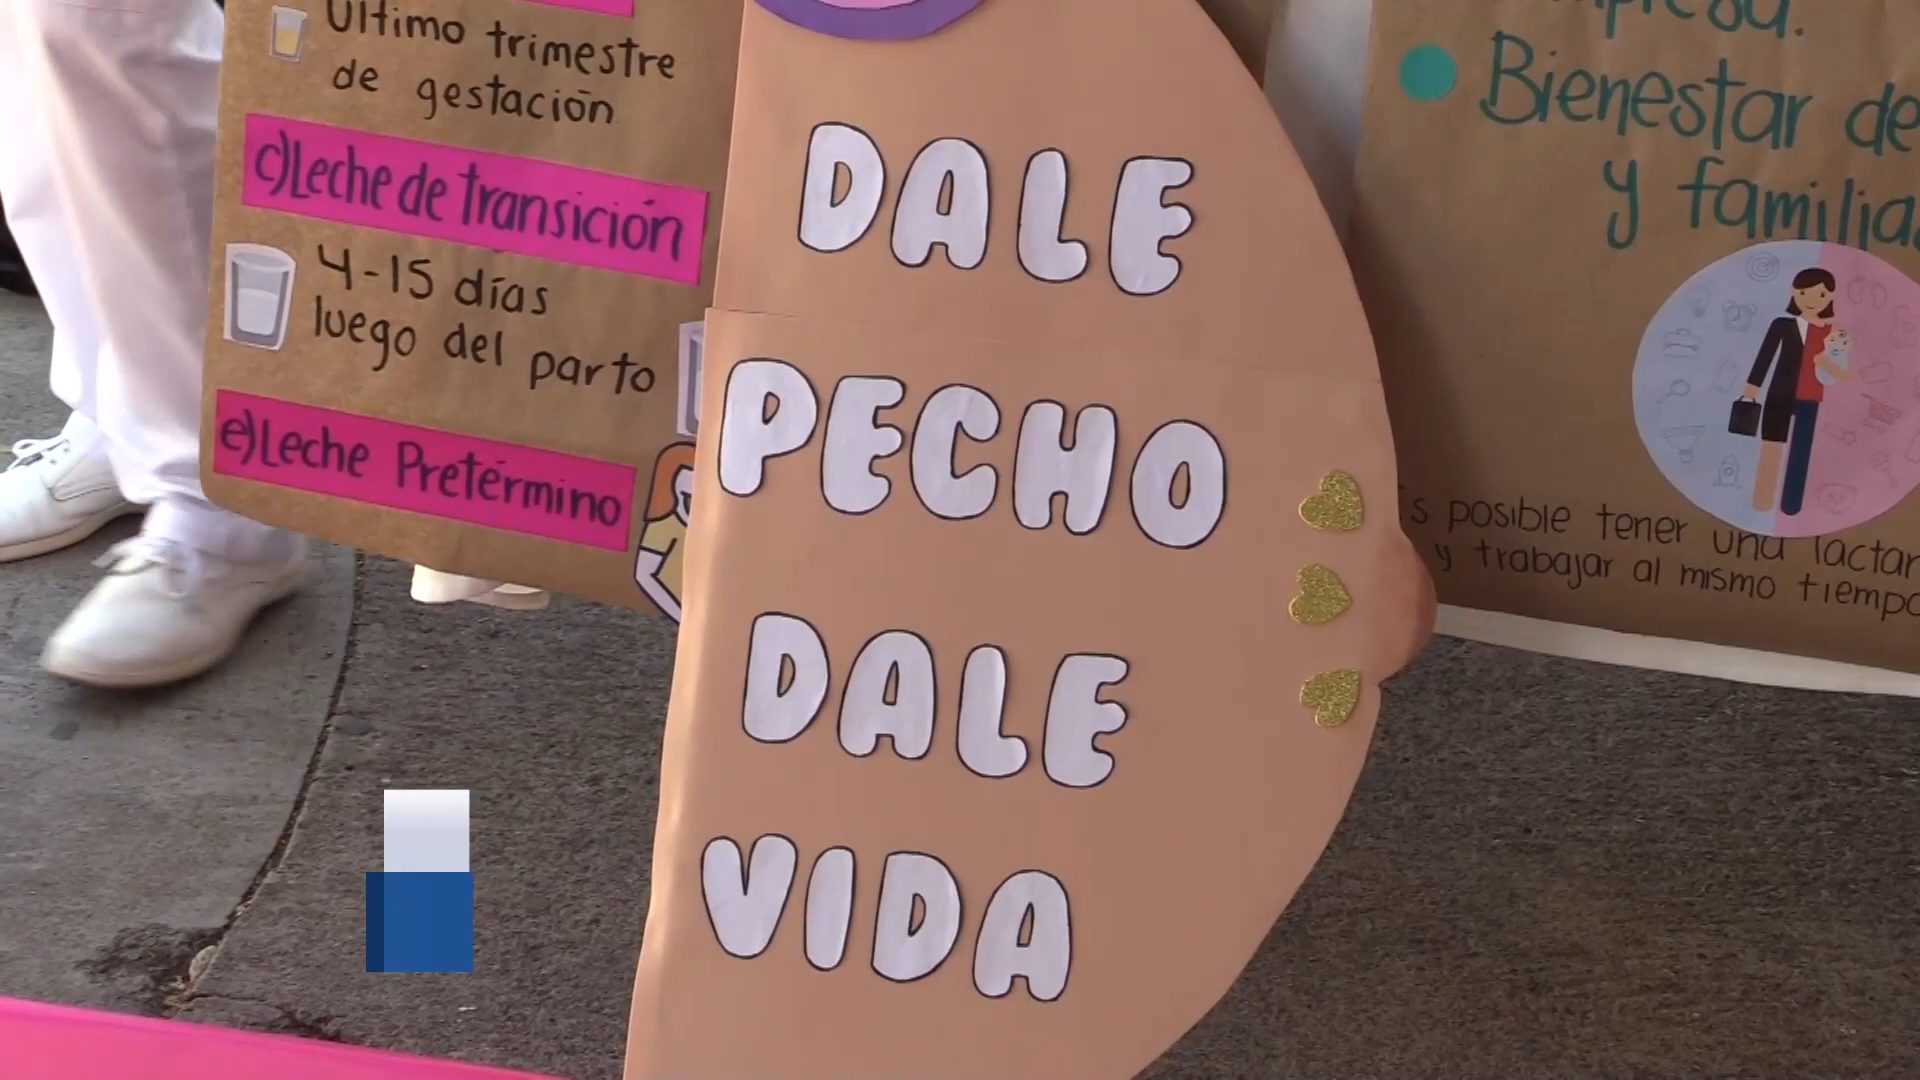 Último trimestre
de gestación
c)Leche de transición
4-15 días
luego del parto
e)Leche Pretérmino
DALE
PECHO
DALE
VIDA
Bienestar de
y familia
posible tener una
y trabajar al mismo tiempo